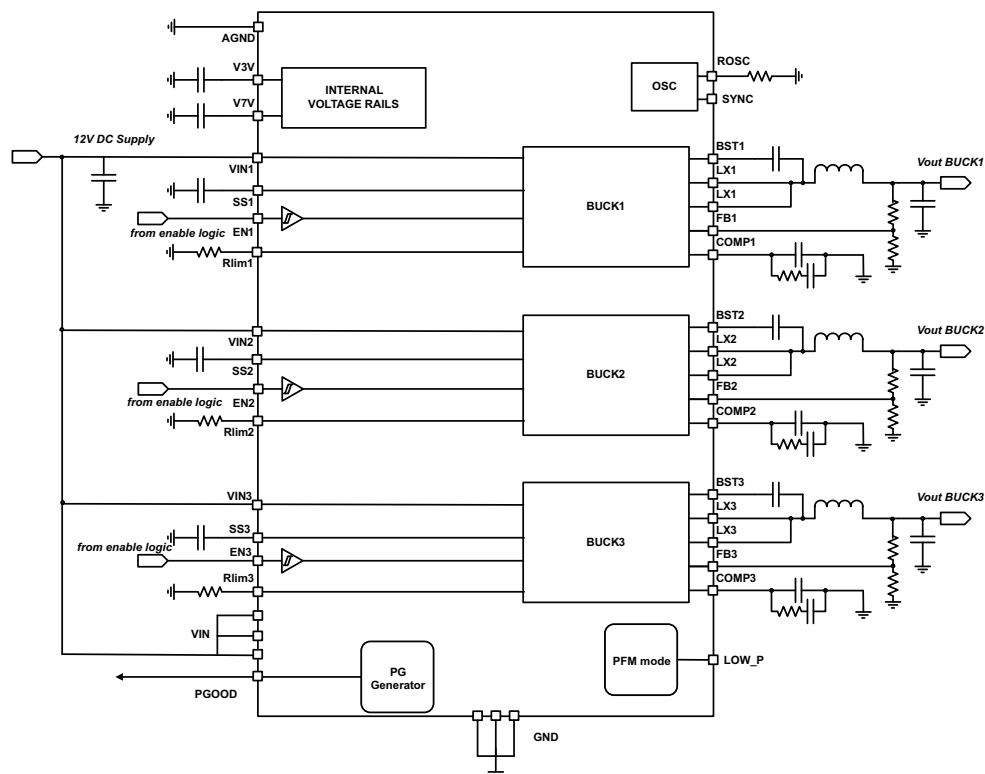 AGND
V3V
V7V
INTERNAL
VOLTAGE RAILS
OSC
ROSC
SYNC
12V DC Supply
VIN1
SS1
EN1
from enable logic
Rlim1
BUCK1
BST1
LX1
LX1
FB1
COMP1
Vout BUCK1
VIN2
SS2
EN2
from enable logic
Rlim2
BUCK2
BST2
LX2
LX2
FB2
COMP2
Vout BUCK2
VIN3
SS3
from enable logic
EN3
Rlim3
BUCK3
BST3
LX3
LX3
FB3
COMP3
Vout BUCK3
VIN
PGOOD
PG
Generator
PFM mode
LOW_P
GND